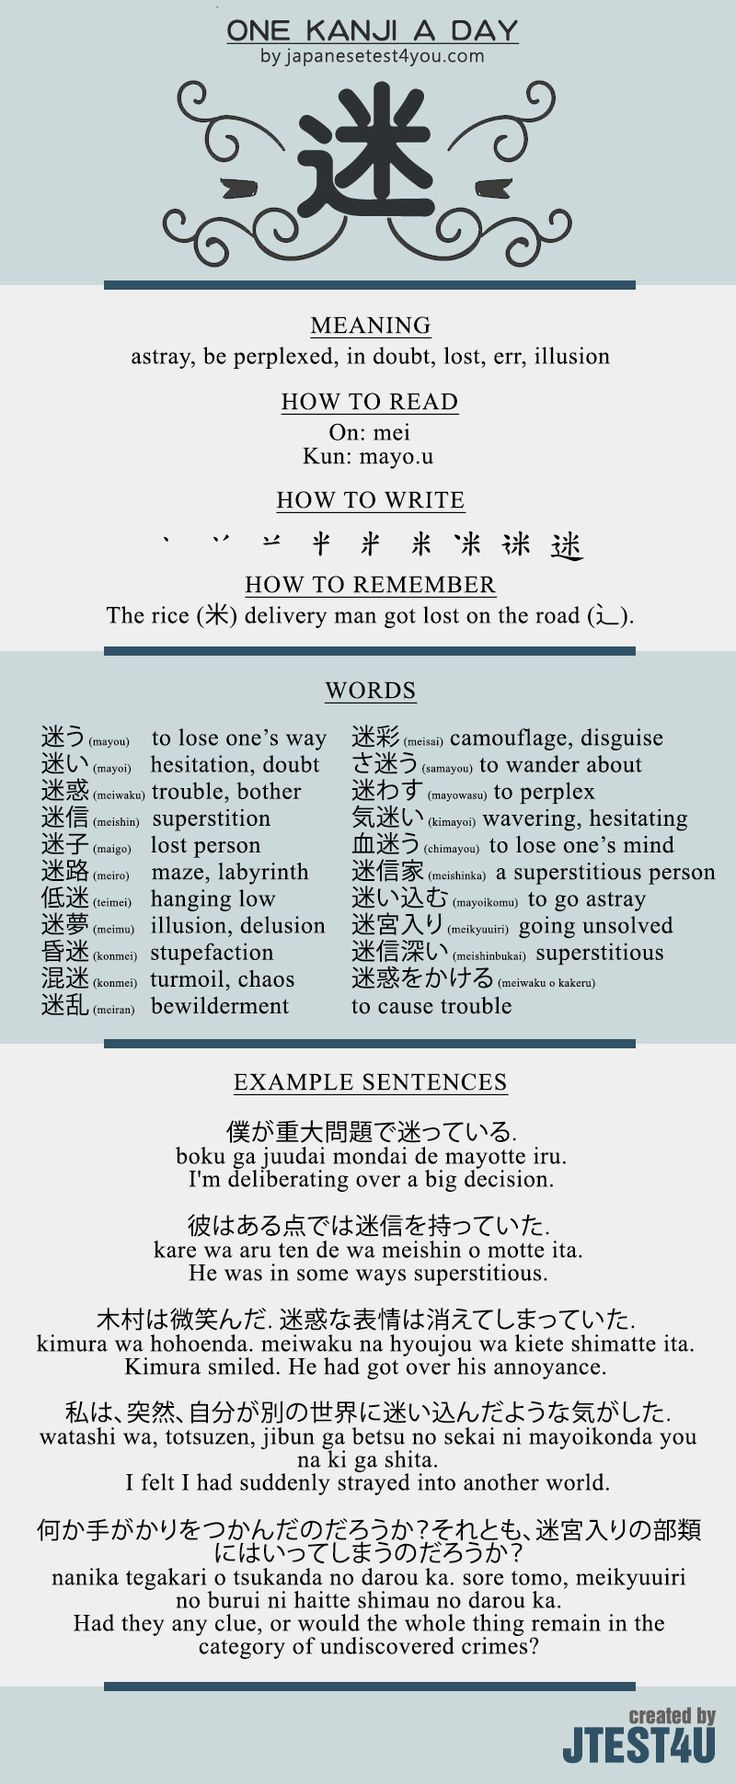 ONE KANJI A DAY
by japanesetest4you.com
迷
MEANING
astray, be perplexed, in doubt, lost, err, illusion
HOW TO READ
On: mei
Kun: mayo.u
HOW TO WRITE
迷
HOW TO REMEMBER
The rice (米) delivery man got lost on the road (辶).
WORDS
迷う (mayou) to lose one's way
迷い (mayoi) hesitation, doubt
迷惑 (meiwaku) trouble, bother
迷信 (meishin) superstition
迷子 (maigo) lost person
迷路 (meiro) maze, labyrinth
低迷 (teimei) hanging low
迷夢 (meimu) illusion, delusion
昏迷 (konmei) stupefaction
混迷 (konmei) turmoil, chaos
迷乱 (meiran) bewilderment
迷彩 (meisai) camouflage, disguise
さ迷う (samayou) to wander about
迷わす (mayowasu) to perplex
気迷い (kimayoi) wavering, hesitating
血迷う (chimayou) to lose one's mind
迷信家 (meishinka) a superstitious person
迷い込む (mayoikomu) to go astray
迷宮入り (meikyuuiri) going unsolved
迷信深い (meishinbukai) superstitious
迷惑をかける (meiwaku o kakeru)
to cause trouble
EXAMPLE SENTENCES
僕が重大問題で迷っている.
boku ga juudai mondai de mayotte iru.
I'm deliberating over a big decision.
彼はある点では迷信を持っていた.
kare wa aru ten de wa meishin o motte ita.
He was in some ways superstitious.
木村は微笑んだ. 迷惑な表情は消えてしまっていた.
kimura wa hohoenda. meiwaku na hyoujou wa kiete shimatte ita.
Kimura smiled. He had got over his annoyance.
私は、突然、自分が別の世界に迷い込んだような気がした.
watashi wa, totsuzen, jibun ga betsu no sekai ni mayoikonda you
na ki ga shita.
I felt I had suddenly strayed into another world.
何か手がかりをつかんだのだろうか？それとも、迷宮入りの部類
にはいってしまうのだろうか？
nanika tegakari o tsukanda no darou ka. sore tomo, meikyuuiri
no burui ni haitte shimau no darou ka.
Had they any clue, or would the whole thing remain in the
category of undiscovered crimes?
created by
JTEST4U